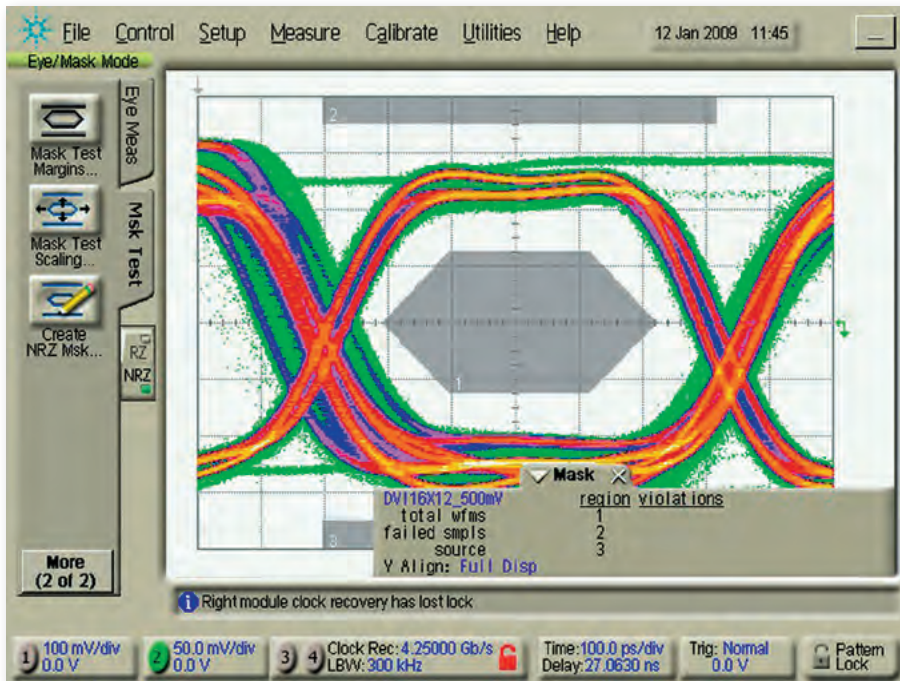 File Control Setup Measure Calibrate Utilities Help 12 Jan 2009 11:45
Eye/Mask Mode
Eye Meas
Mask Test
Margins...
Msk Test
Mask Test
Scaling...
Create
NRZ Msk...
RZ
NRZ
More
(2 of 2)
2
1
3
Mask
DVI16X12_500mV region violations
total wfms 1
failed smpls 2
source 3
Y Align: Full Disp
Right module clock recovery has lost lock
1 100 mV/div 2 50.0 mV/div 3 4 Clock Rec: 4.25000 Gb/s Time:100.0 ps/div Trig: Normal Pattern
0.0 V 0.0 V LBW: 300 kHz Delay:27.0630 ns 0.0 V Lock